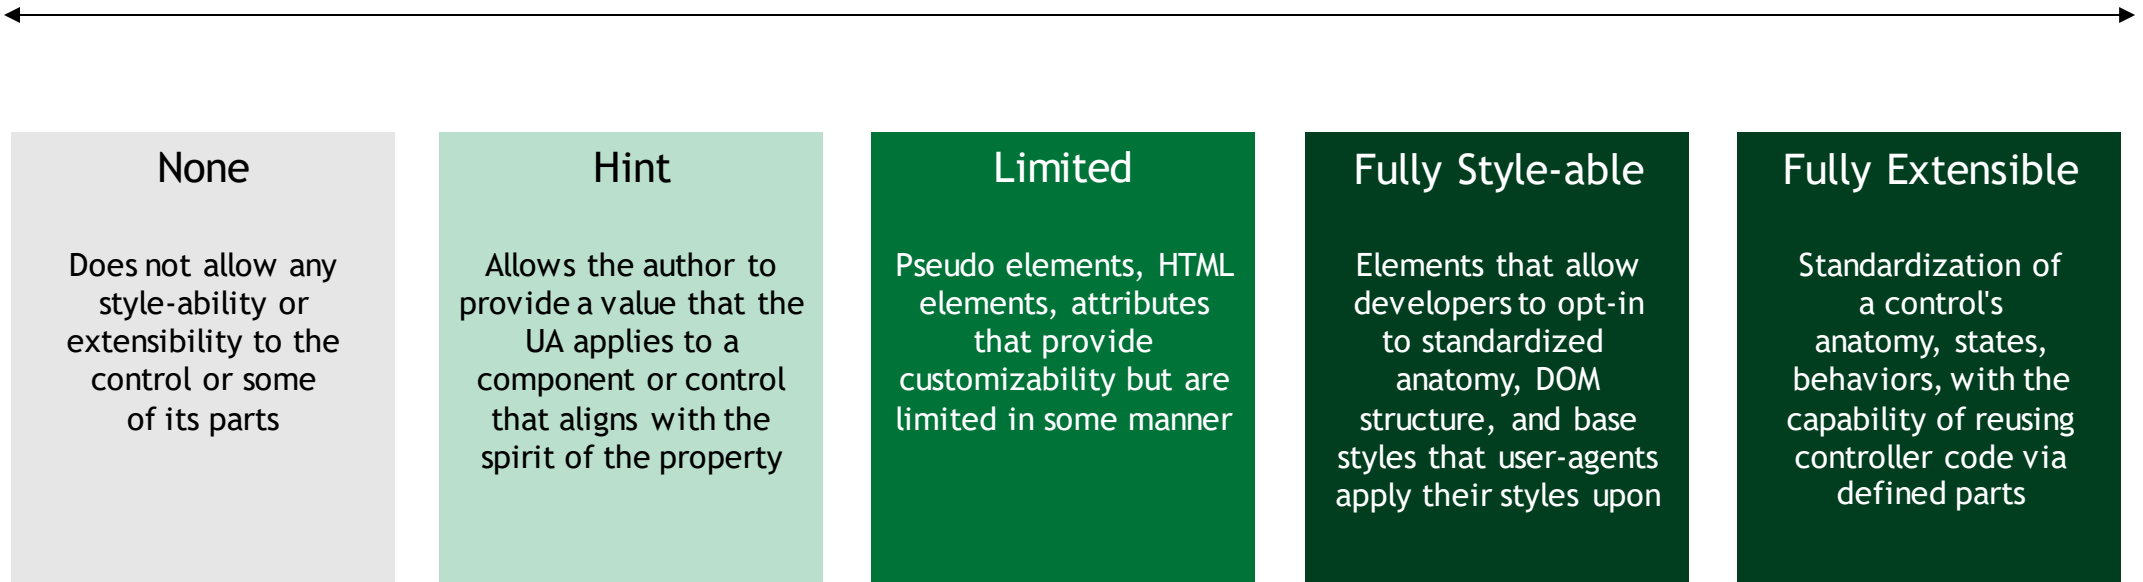 None
Does not allow any
style-ability or
extensibility to the
control or some
of its parts
Hint
Allows the author to
provide a value that the
UA applies to a
component or control
that aligns with the
spirit of the property
Limited
Pseudo elements, HTML
elements, attributes
that provide
customizability but are
limited in some manner
Fully Style-able
Elements that allow
developers to opt-in
to standardized
anatomy, DOM
structure, and base
styles that user-agents
apply their styles upon
Fully Extensible
Standardization of
a control's
anatomy, states,
behaviors, with the
capability of reusing
controller code via
defined parts